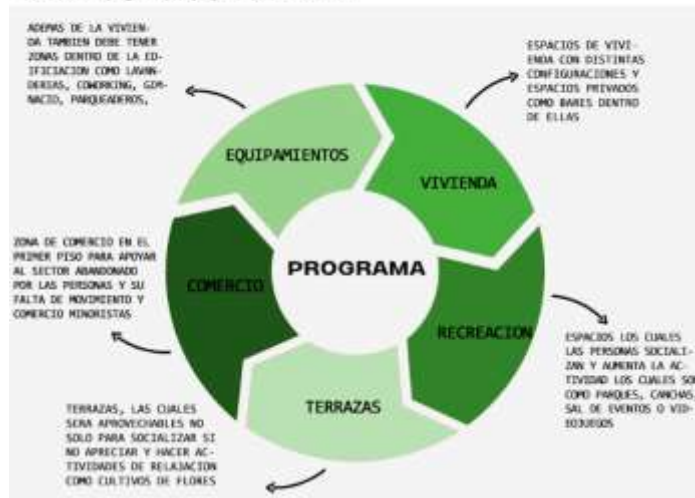 ADEMAS DE LA VIVIEN-
DA TAMBIEN DEBE TENER
ZONAS DENTRO DE LA ED-
IFICIACION COMO LAVAN-
DERIAS, COWORKING, GIM-
NACIO, PARQUEADEROS,
ESPACIOS DE VIVI-
ENDA CON DISTINTAS
CONFIGURACIONES Y
ESPACIOS PRIVADOS
COMO BARES DENTRO
DE ELLAS
EQUIPAMIENTOS
VIVIENDA
ZONA DE COMERCIO EN EL
PRIMER PISO PARA APOYAR
AL SECTOR ABANDONADO
POR LAS PERSONAS Y SU
FALTA DE MOVIMIENTO Y
COMERCIO MINORISTAS
PROGRAMA
COMERCIO
RECREACION
ESPACIOS LOS CUALES
LAS PERSONAS SOCIALI-
ZAN Y AUMENTA LA AC-
TIVIDAD LOS CUALES SO
COMO PARQUES, CANCHAS,
SAL DE EVENTOS O VID-
EOJUEGOS
TERRAZAS
TERRAZAS, LAS CUALES
SERA APROVECHABLES NO
SOLO PARA SOCIALIZAR SI
NO APRECIAR Y HACER AC-
TIVIDADES DE RELAJACION
COMO CULTIVOS DE FLORES